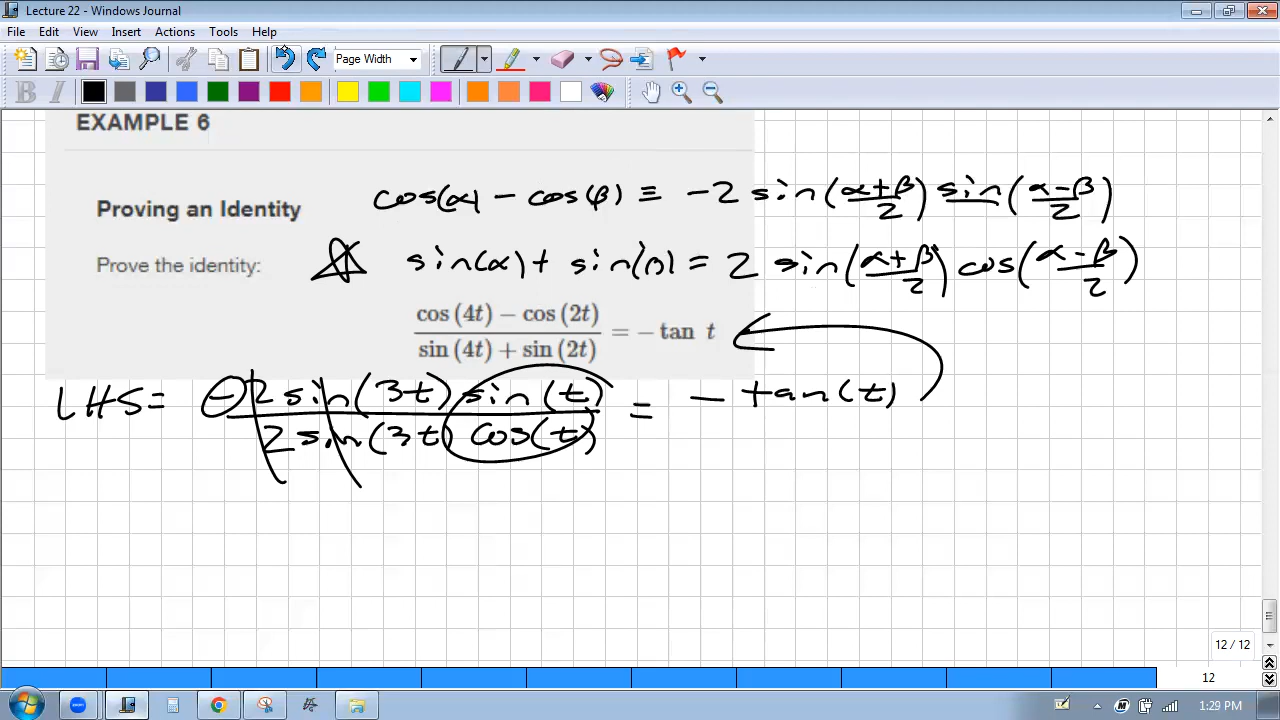 Lecture 22 - Windows Journal
File Edit View Insert Actions Tools Help
Page Width
B I
EXAMPLE 6
cos(α) - cos(β) ≡ -2 sin((α+β)/2) sin((α-β)/2)
Proving an Identity
sin(α) + sin(β) = 2 sin((α+β)/2) cos((α-β)/2)
Prove the identity:
cos (4t) − cos (2t)
= − tan t
sin (4t) + sin (2t)
LHS = -2 sin(3t) sin(t) = - tan(t)
2 sin(3t) cos(t)
12 / 12
12
1:29 PM